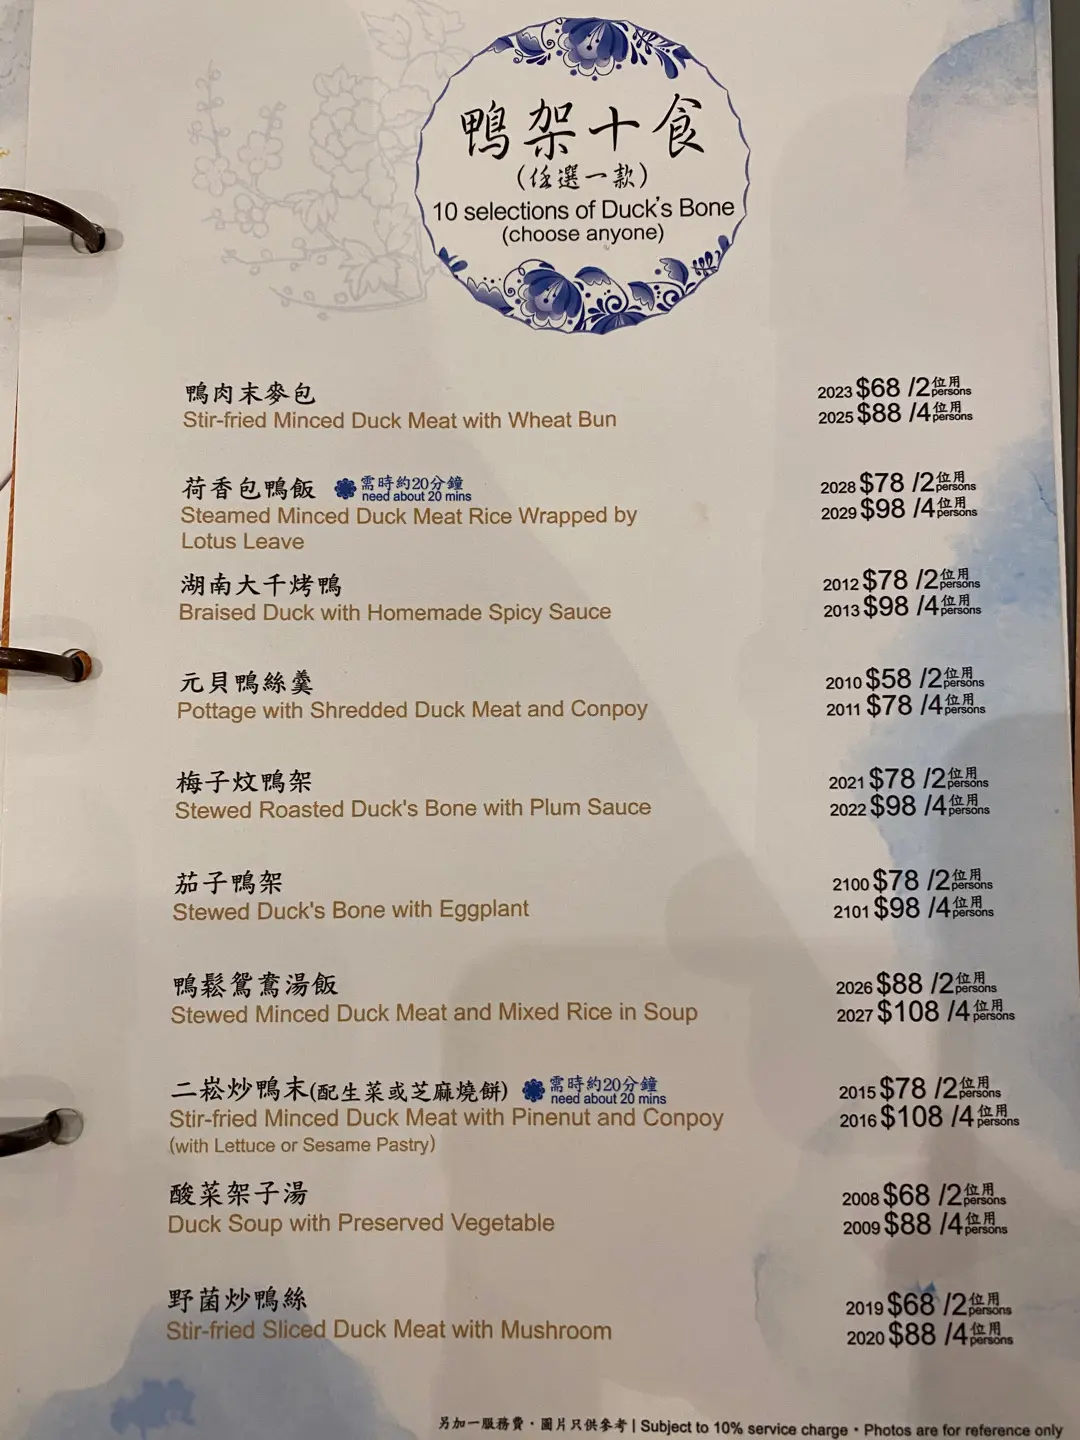 鴨架十食
(任選一款)
10 selections of Duck's Bone
(choose anyone)
鴨肉末麥包
Stir-fried Minced Duck Meat with Wheat Bun
2023 $68 /2位用 persons
2025 $88 /4位用 persons
荷香包鴨飯 需時約20分鐘 need about 20 mins
Steamed Minced Duck Meat Rice Wrapped by
Lotus Leave
2028 $78 /2位用 persons
2029 $98 /4位用 persons
湖南大千烤鴨
Braised Duck with Homemade Spicy Sauce
2012 $78 /2位用 persons
2013 $98 /4位用 persons
元貝鴨絲羹
Pottage with Shredded Duck Meat and Conpoy
2010 $58 /2位用 persons
2011 $78 /4位用 persons
梅子炆鴨架
Stewed Roasted Duck's Bone with Plum Sauce
2021 $78 /2位用 persons
2022 $98 /4位用 persons
茄子鴨架
Stewed Duck's Bone with Eggplant
2100 $78 /2位用 persons
2101 $98 /4位用 persons
鴨鬆鴛鴦湯飯
Stewed Minced Duck Meat and Mixed Rice in Soup
2026 $88 /2位用 persons
2027 $108 /4位用 persons
二崧炒鴨末(配生菜或芝麻燒餅) 需時約20分鐘 need about 20 mins
Stir-fried Minced Duck Meat with Pinenut and Conpoy
(with Lettuce or Sesame Pastry)
2015 $78 /2位用 persons
2016 $108 /4位用 persons
酸菜架子湯
Duck Soup with Preserved Vegetable
2008 $68 /2位用 persons
2009 $88 /4位用 persons
野菌炒鴨絲
Stir-fried Sliced Duck Meat with Mushroom
2019 $68 /2位用 persons
2020 $88 /4位用 persons
另加一服務費・圖片只供參考 | Subject to 10% service charge・Photos are for reference only